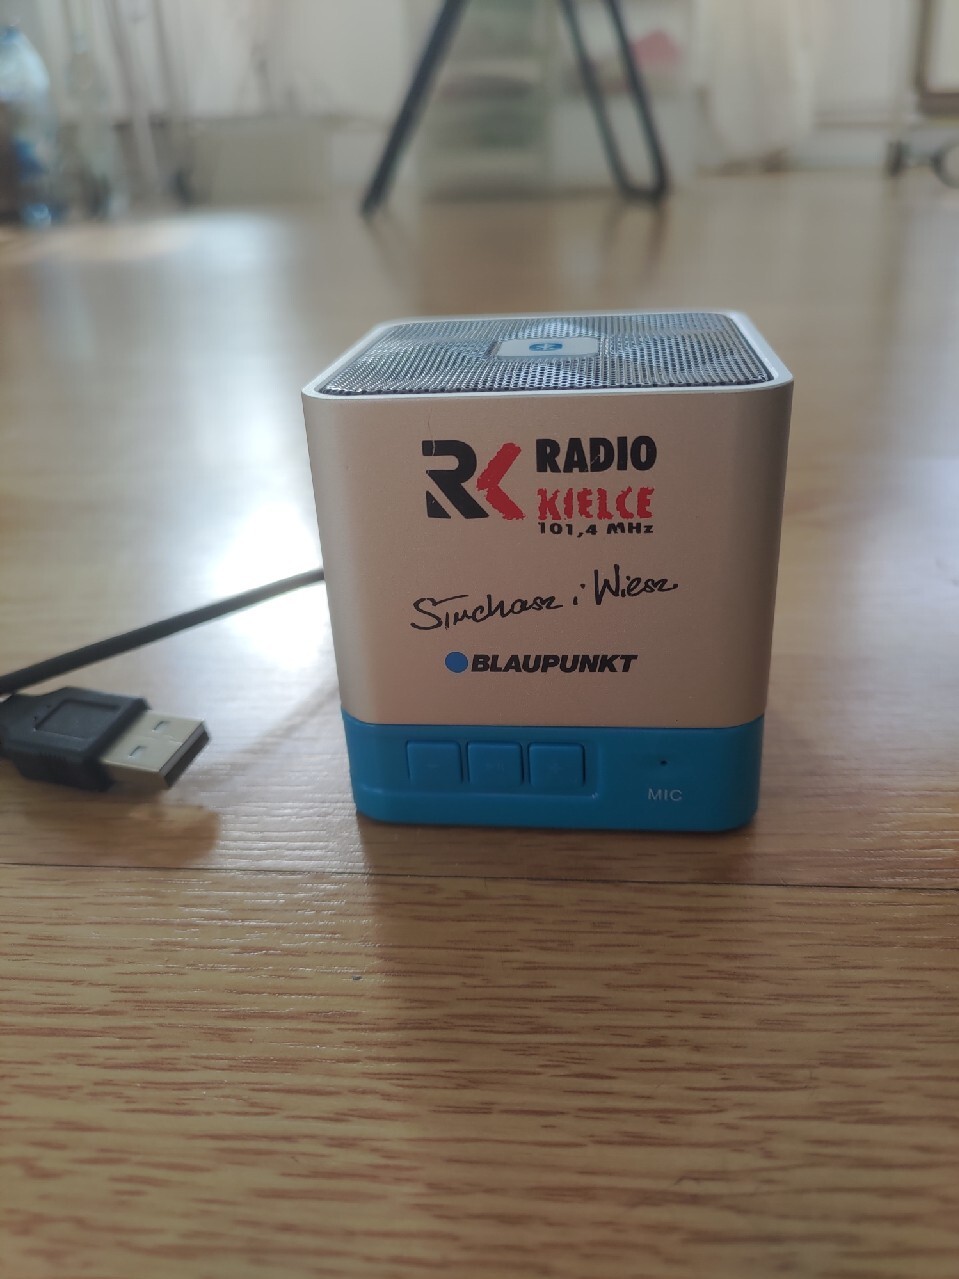 RK RADIO
KIELCE
101,4 MHz
Słuchasz i Wiesz
BLAUPUNKT
MIC